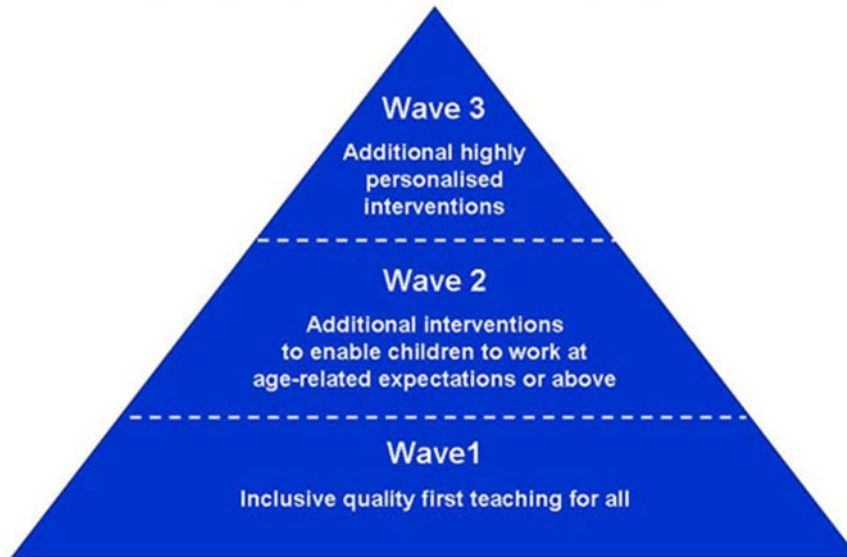 Wave 3
Additional highly
personalised
interventions
Wave 2
Additional interventions
to enable children to work at
age-related expectations or above
Wave1
Inclusive quality first teaching for all